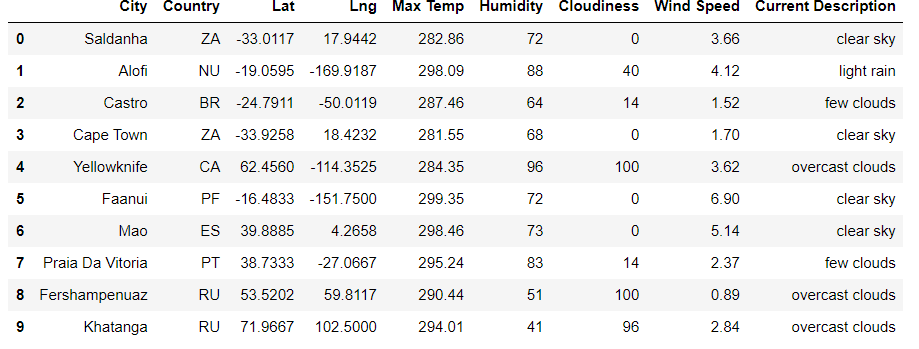 City Country Lat Lng Max Temp Humidity Cloudiness Wind Speed Current Description
0 Saldanha ZA -33.0117 17.9442 282.86 72 0 3.66 clear sky
1 Alofi NU -19.0595 -169.9187 298.09 88 40 4.12 light rain
2 Castro BR -24.7911 -50.0119 287.46 64 14 1.52 few clouds
3 Cape Town ZA -33.9258 18.4232 281.55 68 0 1.70 clear sky
4 Yellowknife CA 62.4560 -114.3525 284.35 96 100 3.62 overcast clouds
5 Faanui PF -16.4833 -151.7500 299.35 72 0 6.90 clear sky
6 Mao ES 39.8885 4.2658 298.46 73 0 5.14 clear sky
7 Praia Da Vitoria PT 38.7333 -27.0667 295.24 83 14 2.37 few clouds
8 Fershampenuaz RU 53.5202 59.8117 290.44 51 100 0.89 overcast clouds
9 Khatanga RU 71.9667 102.5000 294.01 41 96 2.84 overcast clouds